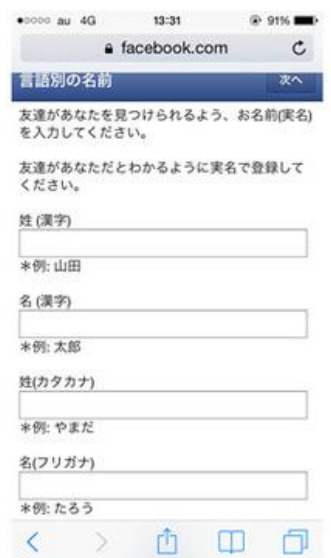 au 4G 13:31 91%
facebook.com
言語別の名前 次へ
友達があなたを見つけられるよう、お名前(実名)
を入力してください。
友達があなただとわかるように実名で登録して
ください。
姓 (漢字)
*例: 山田
名 (漢字)
*例: 太郎
姓(カタカナ)
*例: やまだ
名(フリガナ)
*例: たろう